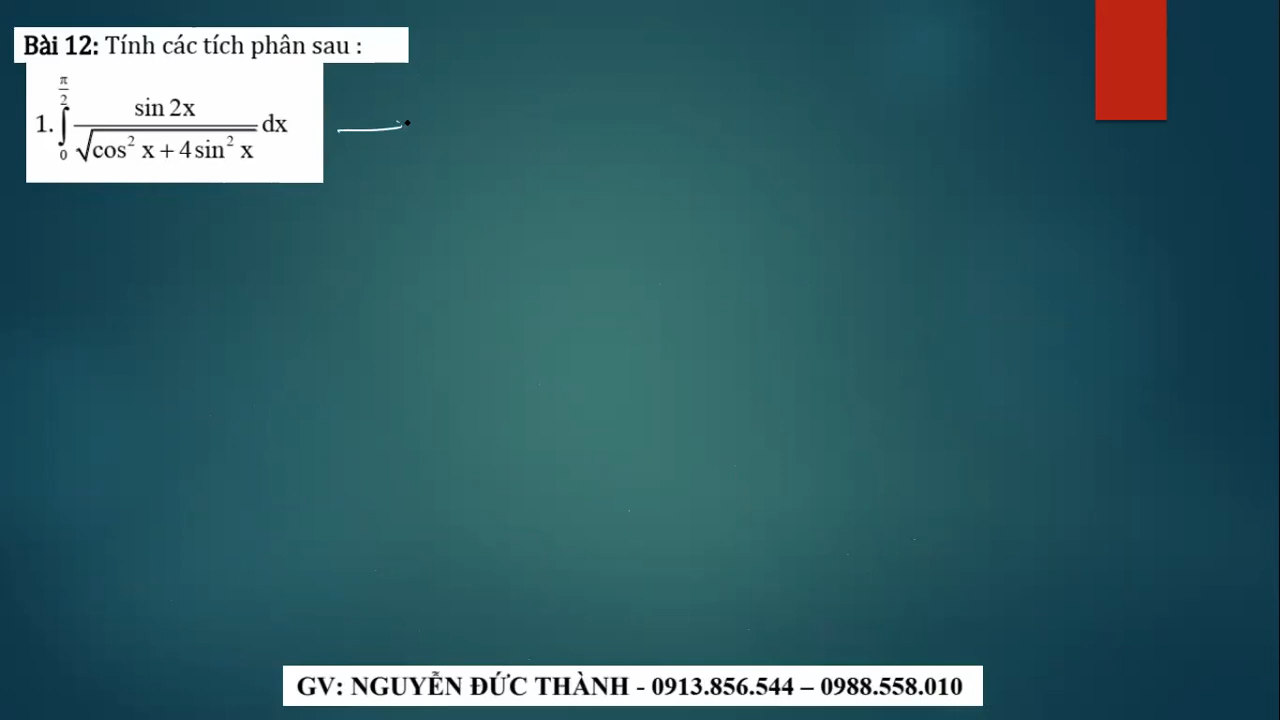 Bài 12: Tính các tích phân sau :
1. ∫₀^{π/2} sin 2x / √(cos² x + 4 sin² x) dx
GV: NGUYỄN ĐỨC THÀNH - 0913.856.544 – 0988.558.010